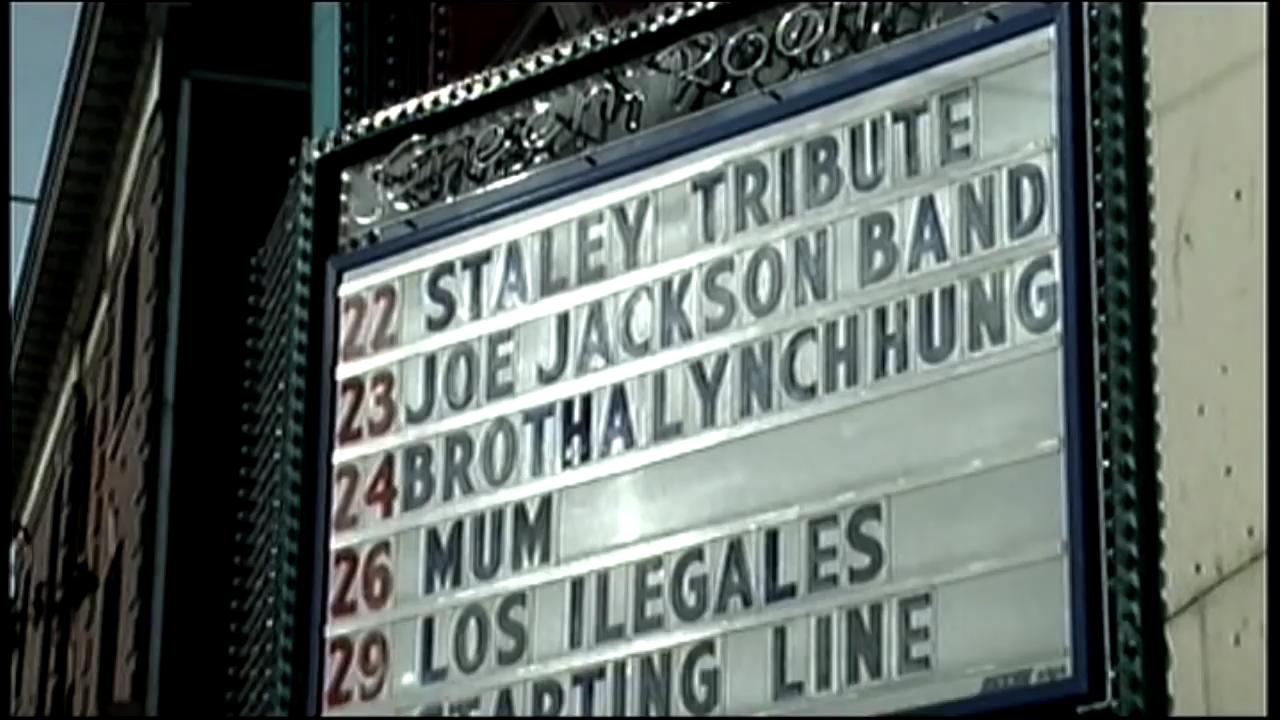 Green Room
22 STALEY TRIBUTE
23 JOE JACKSON BAND
24 BROTHA LYNCH HUNG
26 MUM
29 LOS ILEGALES
STARTING LINE